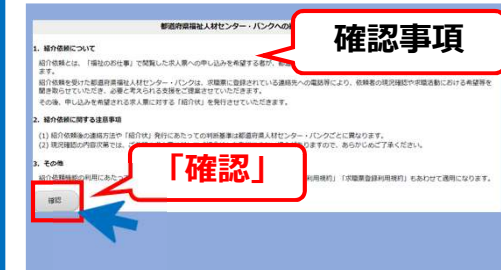 都道府県福祉人材センター・バンクへの
確認事項
1. 紹介依頼について
紹介依頼とは、「福祉のお仕事」で閲覧した求人票への申し込みを希望する者が、
ます。
紹介依頼を受けた都道府県福祉人材センター・バンクは、求職票に登録されている連絡先への電話等により、依頼者の現況確認や求職活動における希望等を
聞き取らせていただき、必要と考えられる支援をご提案させていただきます。
その後、申し込みを希望される求人票に対する「紹介状」を発行させていただきます。
2. 紹介依頼に関する注意事項
(1) 紹介依頼後の連絡方法や「紹介状」発行にあたっての判断基準は都道府県人材センター・バンクごとに異なります。
(2) 現況確認の内容次第では、ご りますので、あらかじめご了承ください。
3. その他
紹介依頼機能の利用にあたっ 利用規約」「求職票登録利用規約」もあわせて適用になります。
「確認」
確認